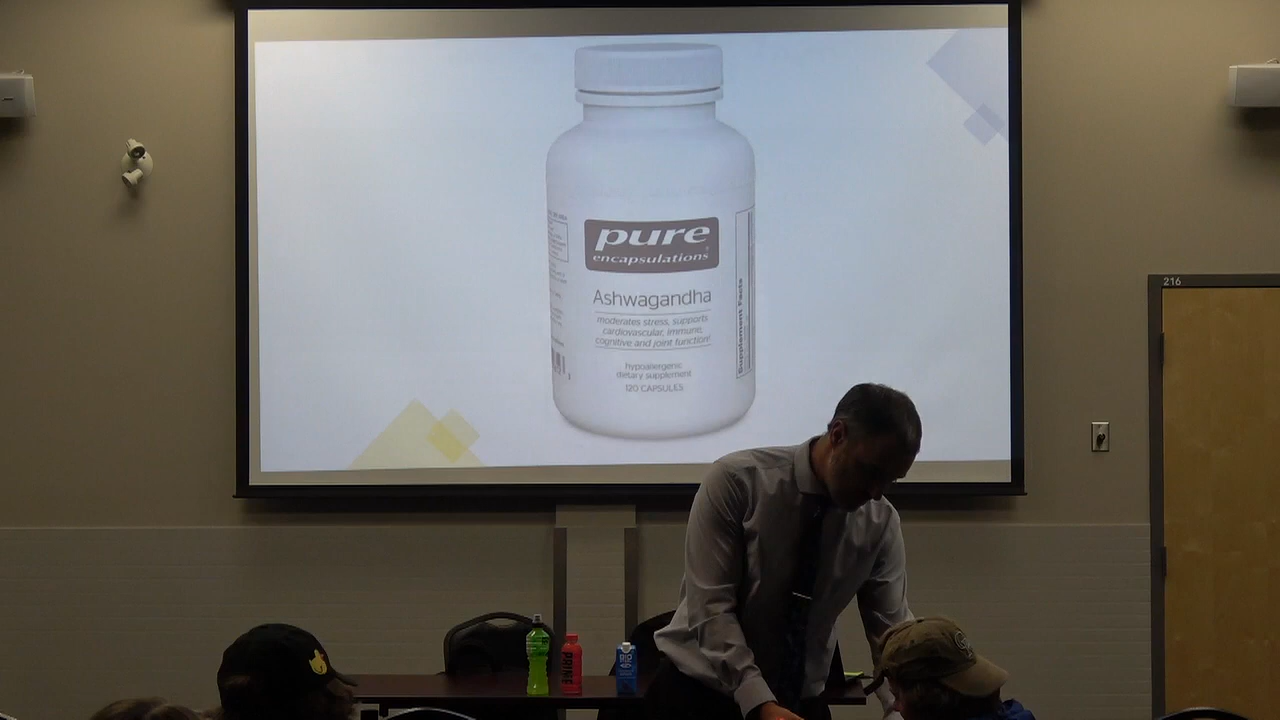 pure
encapsulations
Ashwagandha
moderates stress, supports
cardiovascular, immune,
cognitive and joint function‡
hypoallergenic
dietary supplement
120 CAPSULES
Supplement Facts
216
PRIME